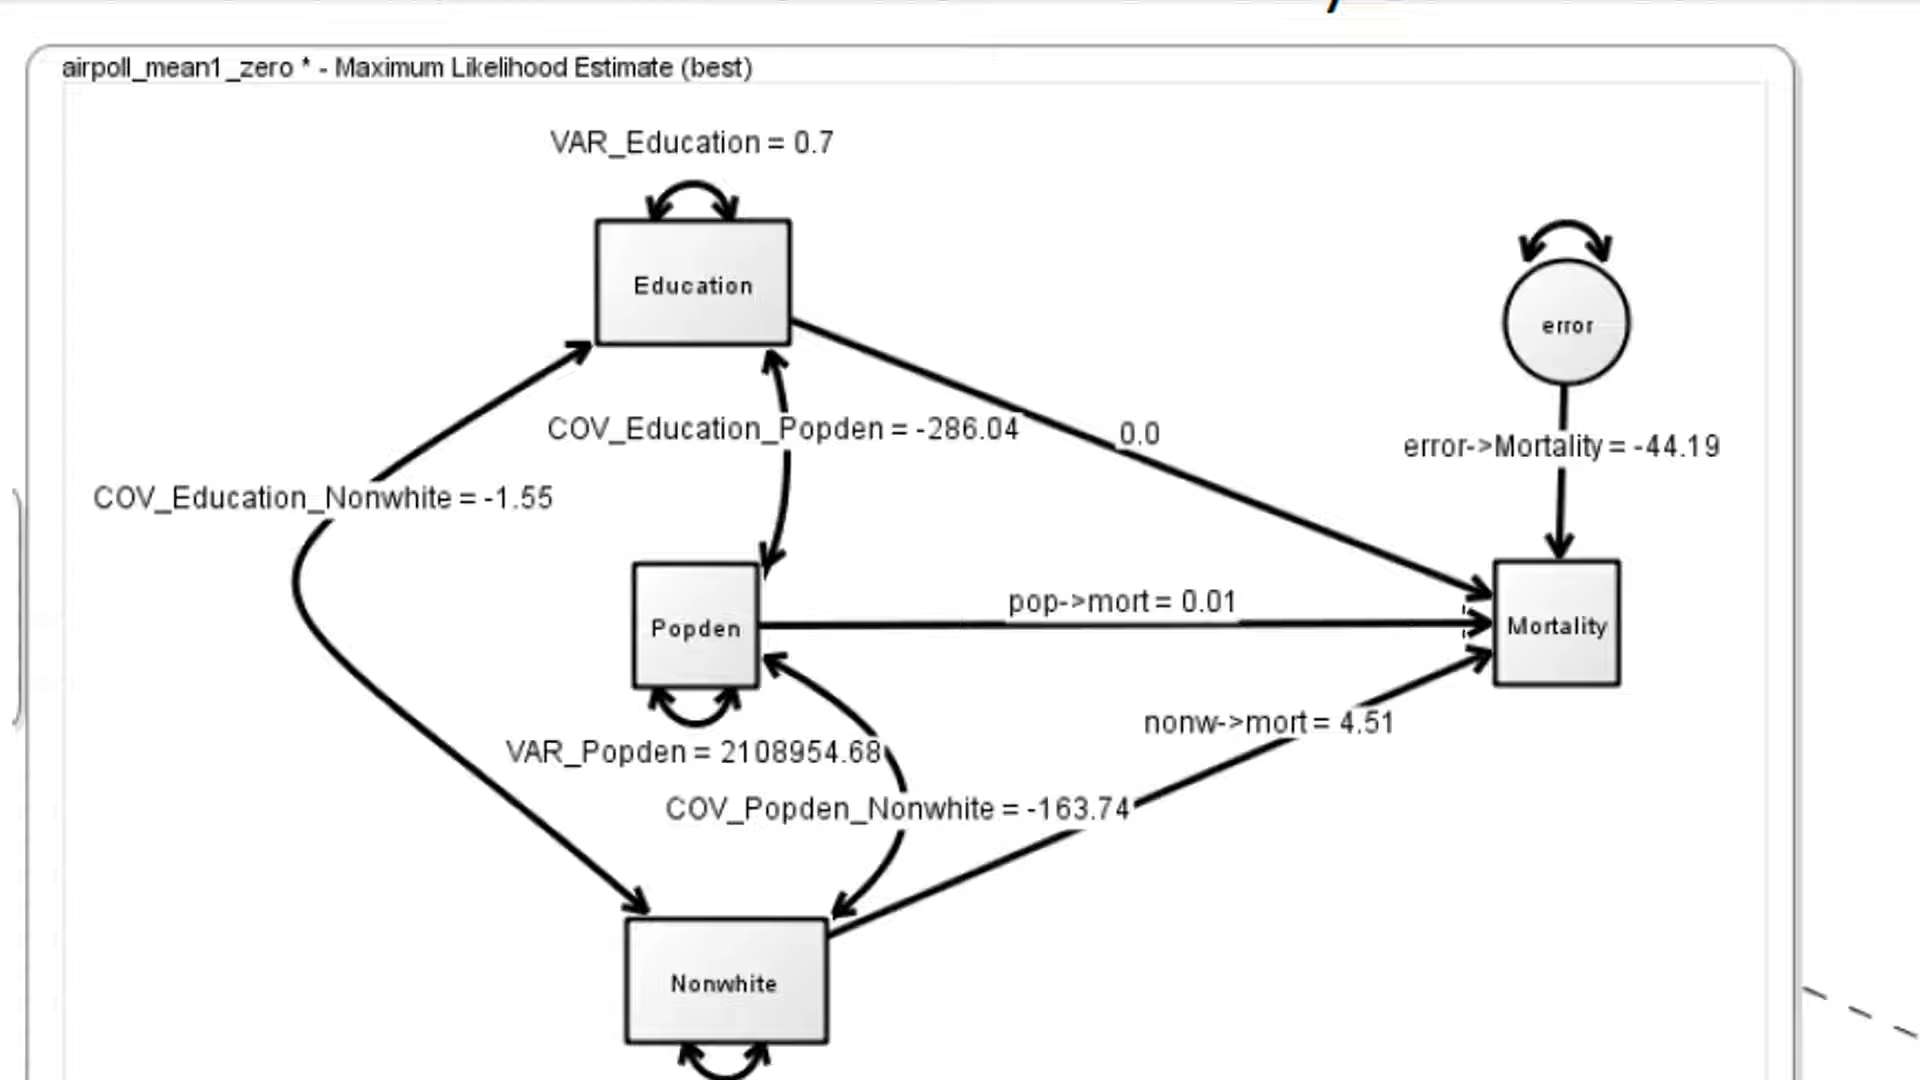 airpoll_mean1_zero * - Maximum Likelihood Estimate (best)
VAR_Education = 0.7
Education
error
COV_Education_Popden = -286.04
0.0
error->Mortality = -44.19
COV_Education_Nonwhite = -1.55
pop->mort = 0.01
Popden
Mortality
nonw->mort = 4.51
VAR_Popden = 2108954.68
COV_Popden_Nonwhite = -163.74
Nonwhite